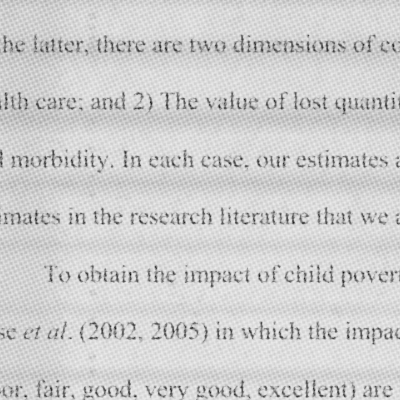 the latter, there are two dimensions of co
alth care; and 2) The value of lost quantit
d morbidity. In each case, our estimates a
imates in the research literature that we a
To obtain the impact of child povert
se et al. (2002, 2005) in which the impac
oor, fair, good, very good, excellent) are